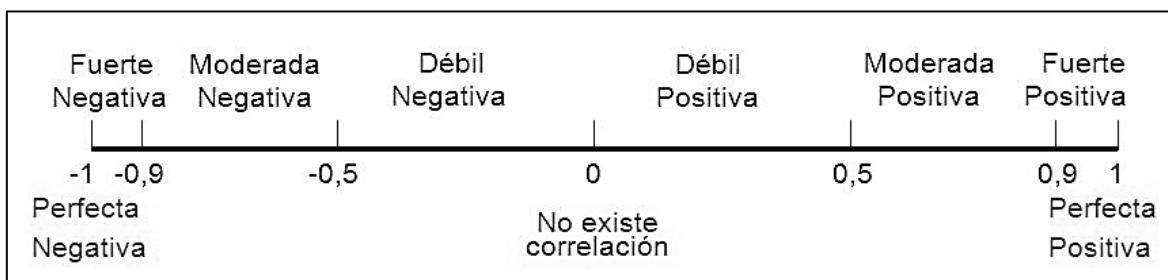 Fuerte Negativa
Moderada Negativa
Débil Negativa
Débil Positiva
Moderada Positiva
Fuerte Positiva
-1 -0,9 -0,5 0 0,5 0,9 1
Perfecta Negativa
No existe correlación
Perfecta Positiva